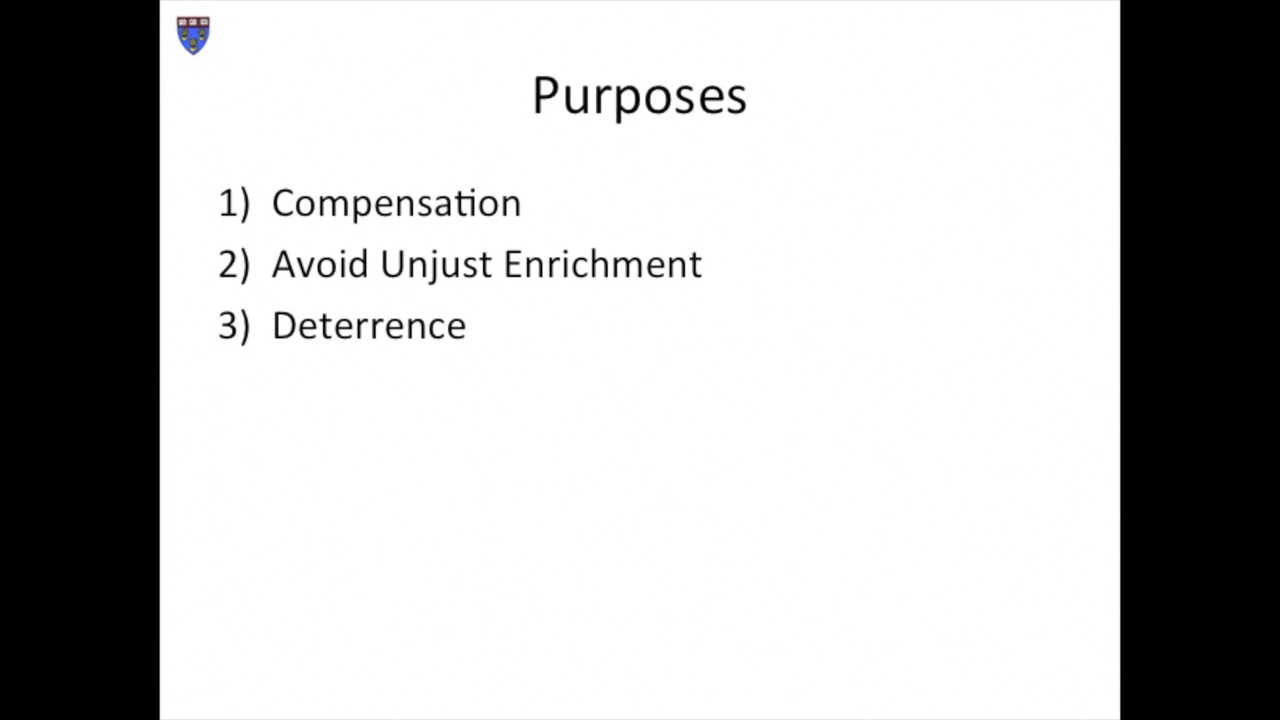 Purposes
1) Compensation
2) Avoid Unjust Enrichment
3) Deterrence